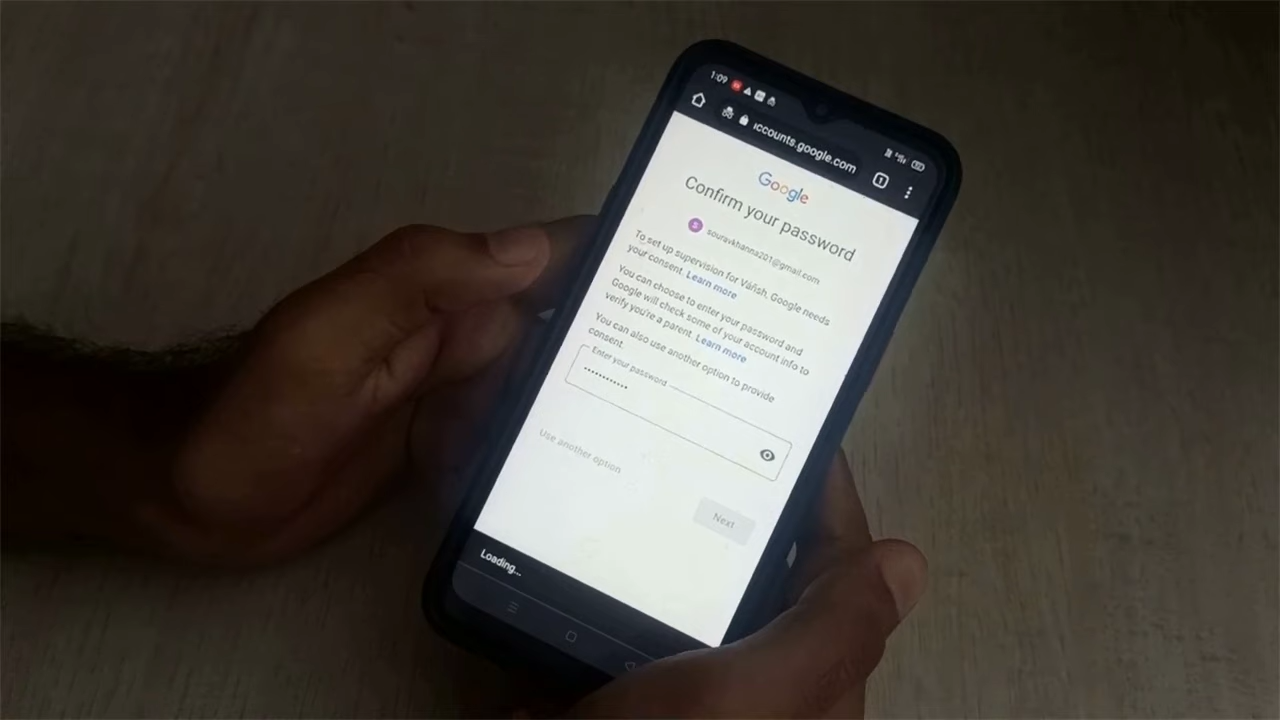 1:09
accounts.google.com
1
Google
Confirm your password
S
souravkhanna201@gmail.com
To set up supervision for Vansh, Google needs
your consent. Learn more
You can choose to enter your password and
Google will check some of your account info to
verify you're a parent. Learn more
You can also use another option to provide
consent.
Enter your password
••••••••••••
Use another option
Next
Loading...